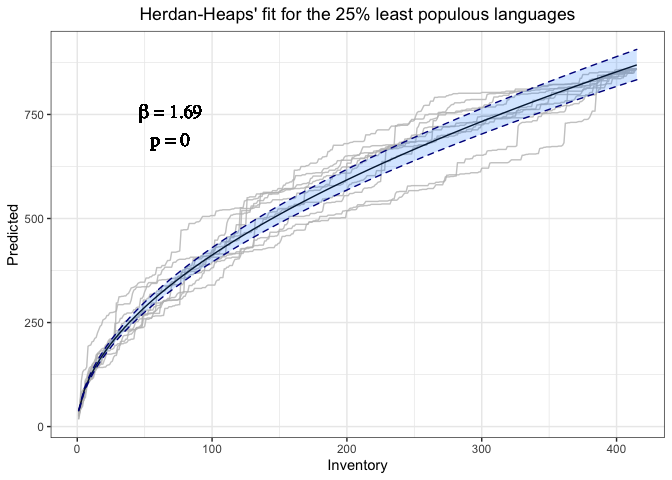 Herdan-Heaps' fit for the 25% least populous languages
Predicted
750
500
250
0
β = 1.69
p = 0
0 100 200 300 400
Inventory